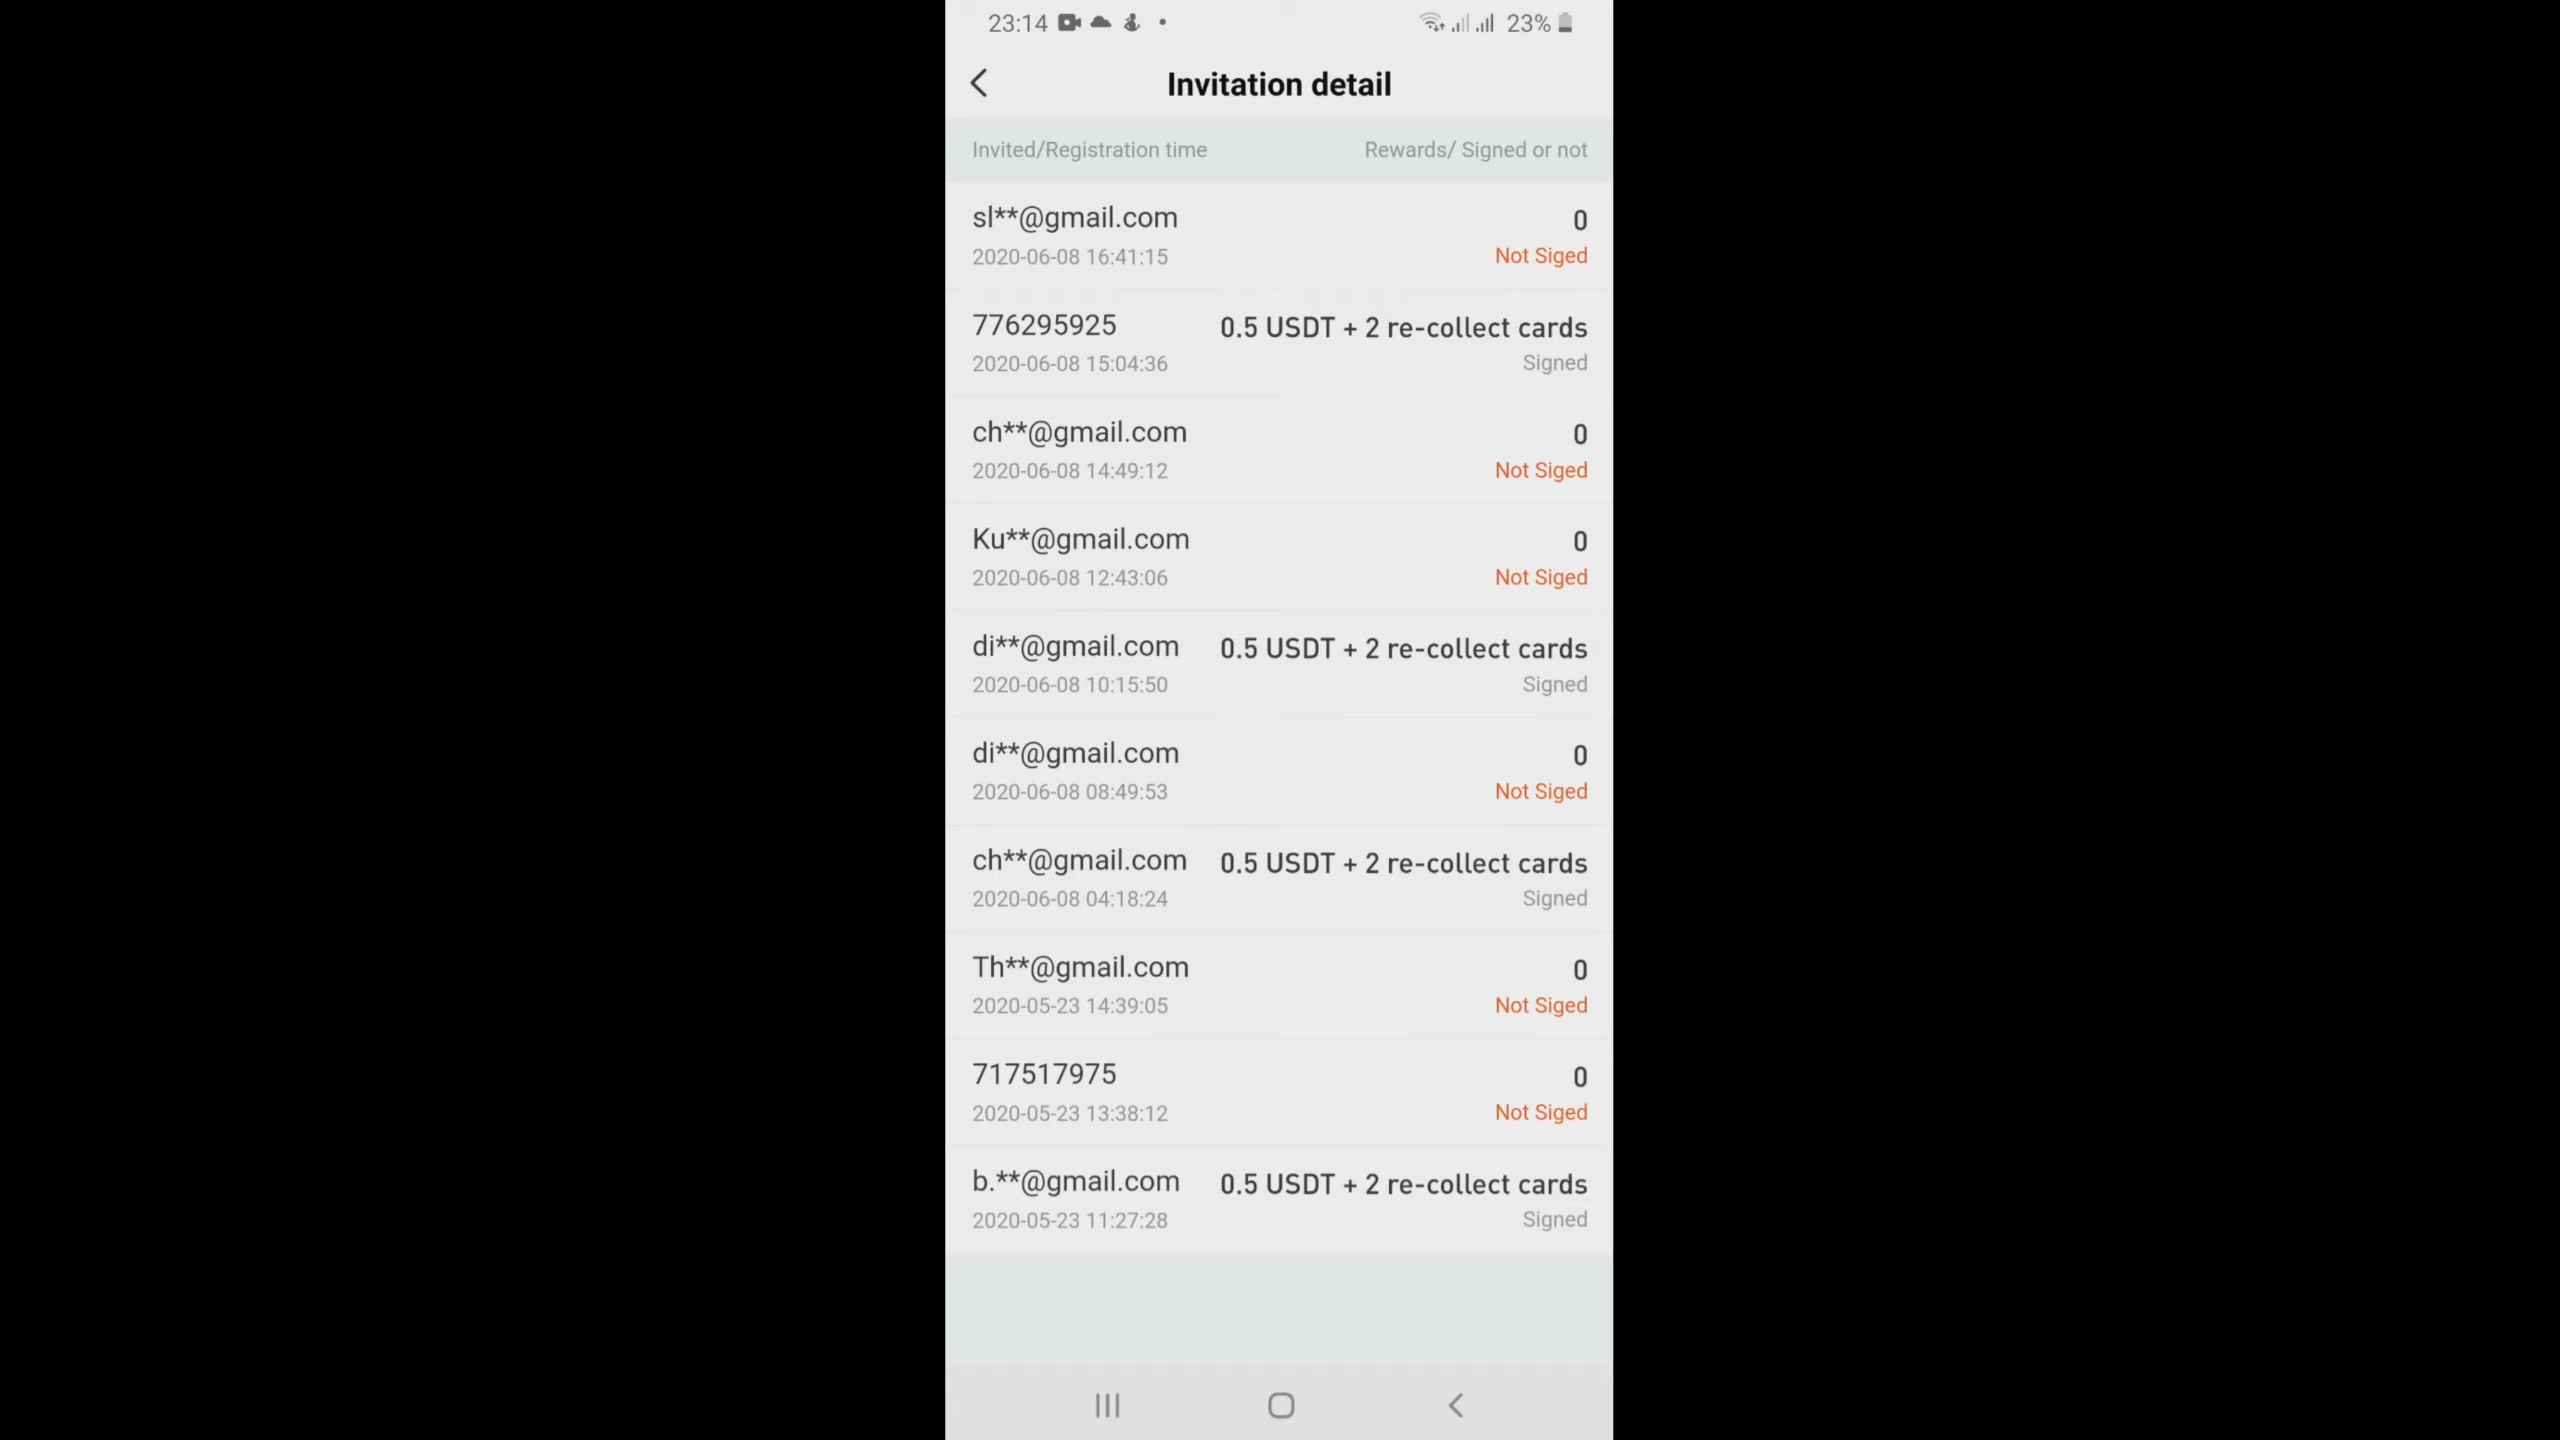 23:14 23%
Invitation detail
Invited/Registration time Rewards/ Signed or not
sl**@gmail.com 0
2020-06-08 16:41:15 Not Siged
776295925 0.5 USDT + 2 re-collect cards
2020-06-08 15:04:36 Signed
ch**@gmail.com 0
2020-06-08 14:49:12 Not Siged
Ku**@gmail.com 0
2020-06-08 12:43:06 Not Siged
di**@gmail.com 0.5 USDT + 2 re-collect cards
2020-06-08 10:15:50 Signed
di**@gmail.com 0
2020-06-08 08:49:53 Not Siged
ch**@gmail.com 0.5 USDT + 2 re-collect cards
2020-06-08 04:18:24 Signed
Th**@gmail.com 0
2020-05-23 14:39:05 Not Siged
717517975 0
2020-05-23 13:38:12 Not Siged
b.**@gmail.com 0.5 USDT + 2 re-collect cards
2020-05-23 11:27:28 Signed